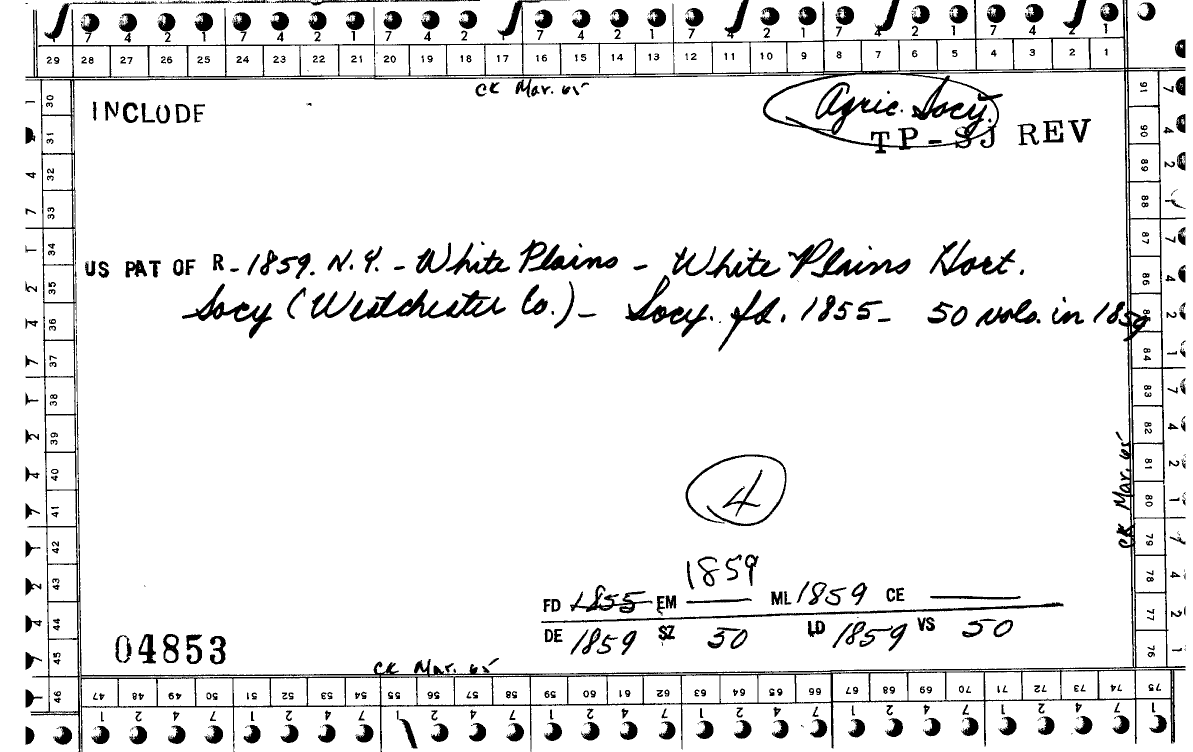 7 4 2 1 7 4 2 1 7 4 2 7 4 2 1 7 4 2 1 7 2 1 7 4 2 1
29 28 27 26 25 24 23 22 21 20 19 18 17 16 15 14 13 12 11 10 9 8 7 6 5 4 3 2 1
CK Mar. 65
INCLUDE
Agric. Socy.
TP-SJ REV
US PAT OF R-1859. N.Y. - White Plains - White Plains Hort.
Socy (Westchester Co.) - Socy. fd. 1855 - 50 vols. in 1859
4
1859
FD 1855 EM ML 1859 CE
DE 1859 SZ 50 LD 1859 VS 50
04853
CK Mar. 65
30 31 32 33 34 35 36 37 38 39 40 41 42 43 44 45 46
91 90 89 88 87 86 85 84 83 82 81 80 79 78 77 76
CK Mar. 65
47 48 49 50 51 52 53 54 55 56 57 58 59 60 61 62 63 64 65 66 67 68 69 70 71 72 73 74 75
1 2 4 7 1 2 4 7 1 2 4 7 1 2 4 7 1 2 4 7 1 2 4 7 1 2 4 7 1